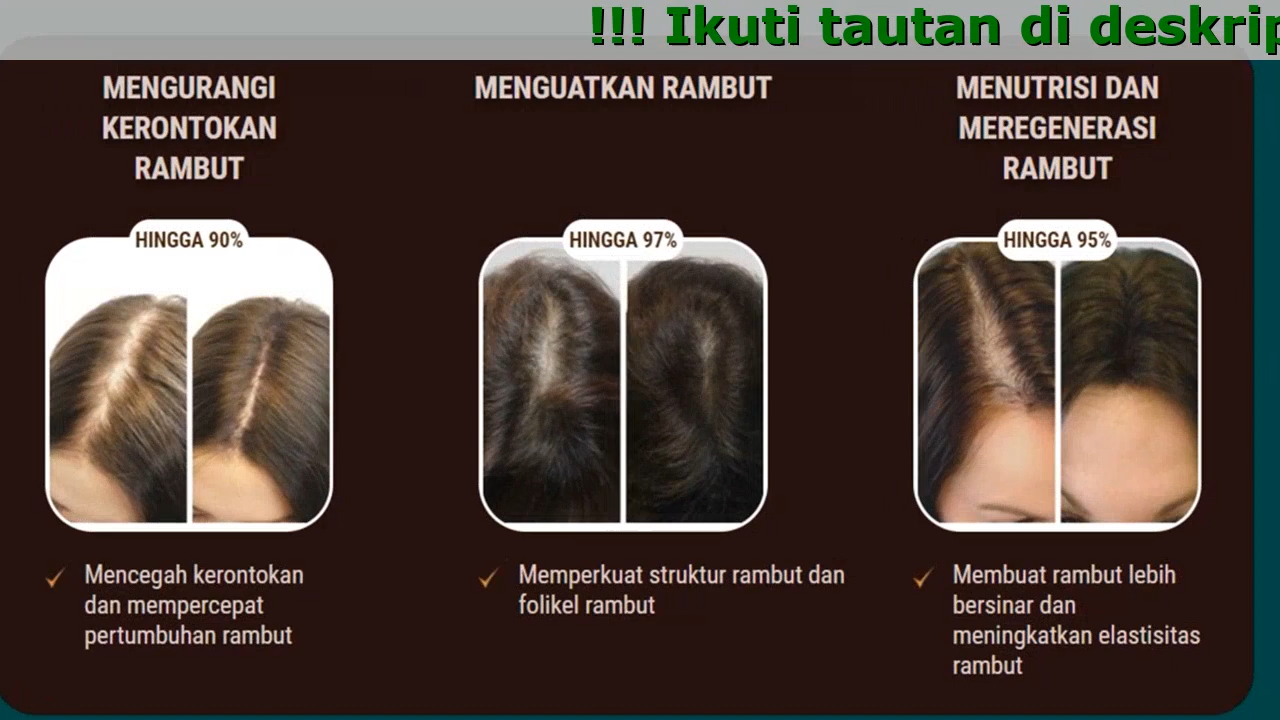 !!! Ikuti tautan di
MENGURANGI
KERONTOKAN
RAMBUT
MENGUATKAN RAMBUT
MENUTRISI DAN
MEREGENERASI
RAMBUT
HINGGA 90%
HINGGA 97%
HINGGA 95%
Mencegah kerontokan
dan mempercepat
pertumbuhan rambut
Memperkuat struktur rambut dan
folikel rambut
Membuat rambut lebih
bersinar dan
meningkatkan elastisitas
rambut